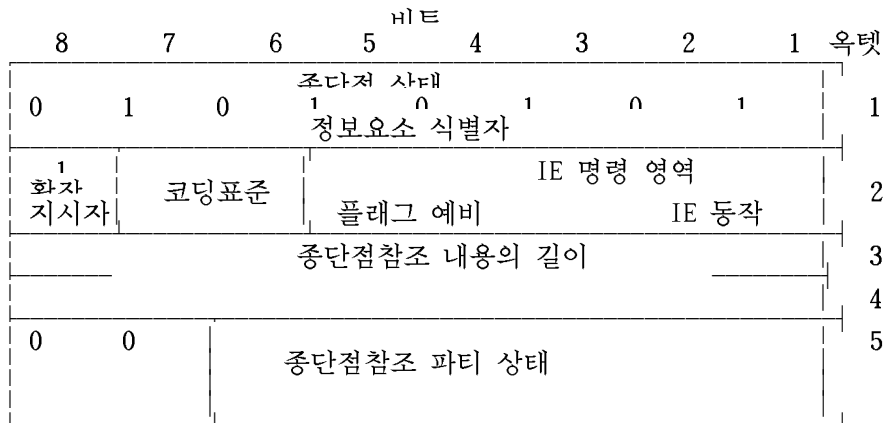 비트
8 7 6 5 4 3 2 1 옥텟
종단점 상태
0 1 0 1 0 1 0 1 1
정보요소 식별자
1 IE 명령 영역
확장 코딩표준 2
지시자 플래그 예비 IE 동작
종단점참조 내용의 길이 3
4
0 0 5
종단점참조 파티 상태